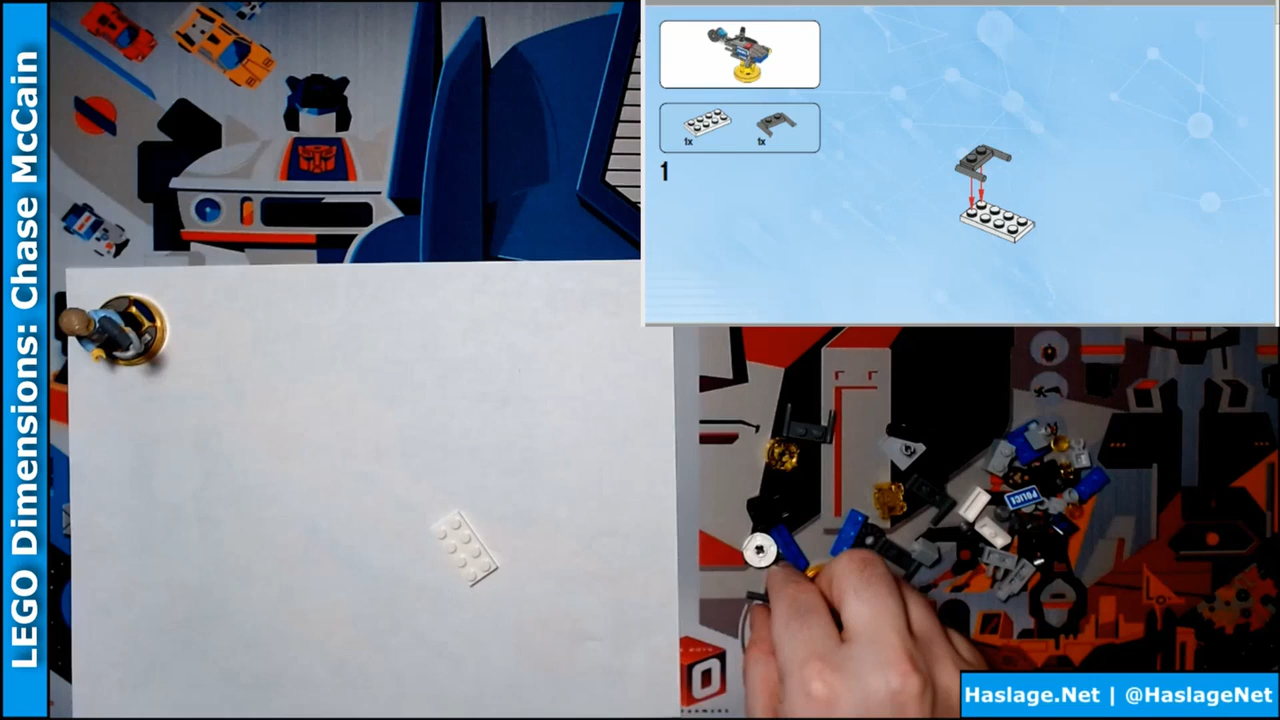 LEGO Dimensions: Chase McCain
1x
1x
1
POLICE
Haslage.Net | @HaslageNet